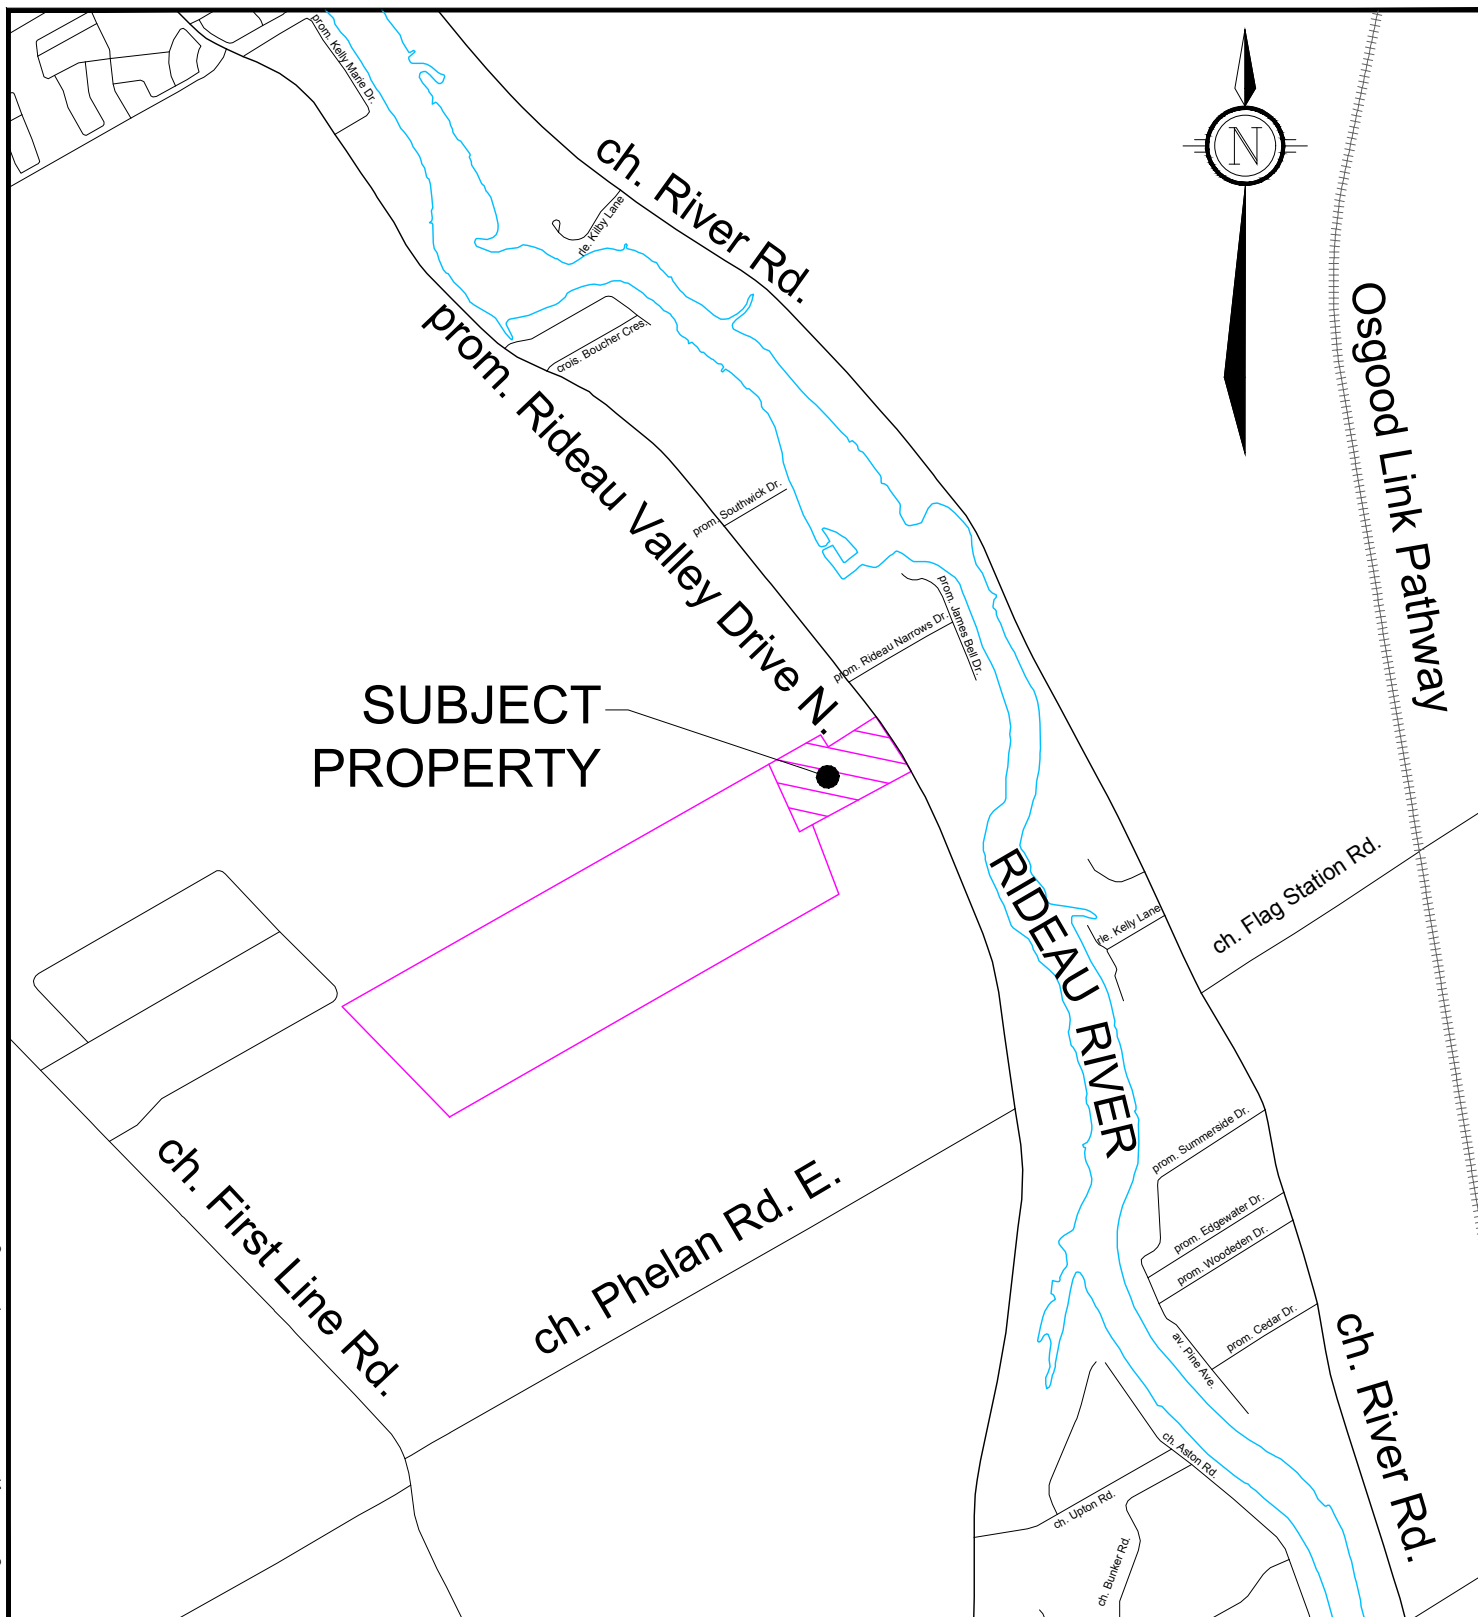 prom. Kelly Marie Dr.
ch. River Rd.
N
rle. Kilby Lane
Osgood Link Pathway
crois. Boucher Cres.
prom. Rideau Valley Drive N.
prom. Southwick Dr.
prom. James Bell Dr.
prom. Rideau Narrows Dr.
SUBJECT
PROPERTY
ch. Flag Station Rd.
RIDEAU RIVER
rle. Kelly Lane
prom. Summerside Dr.
ch. First Line Rd.
ch. Phelan Rd. E.
prom. Edgewater Dr.
prom. Woodeden Dr.
prom. Cedar Dr.
av. Pine Ave.
ch. River Rd.
ch. Aston Rd.
ch. Upton Rd.
ch. Bunker Rd.